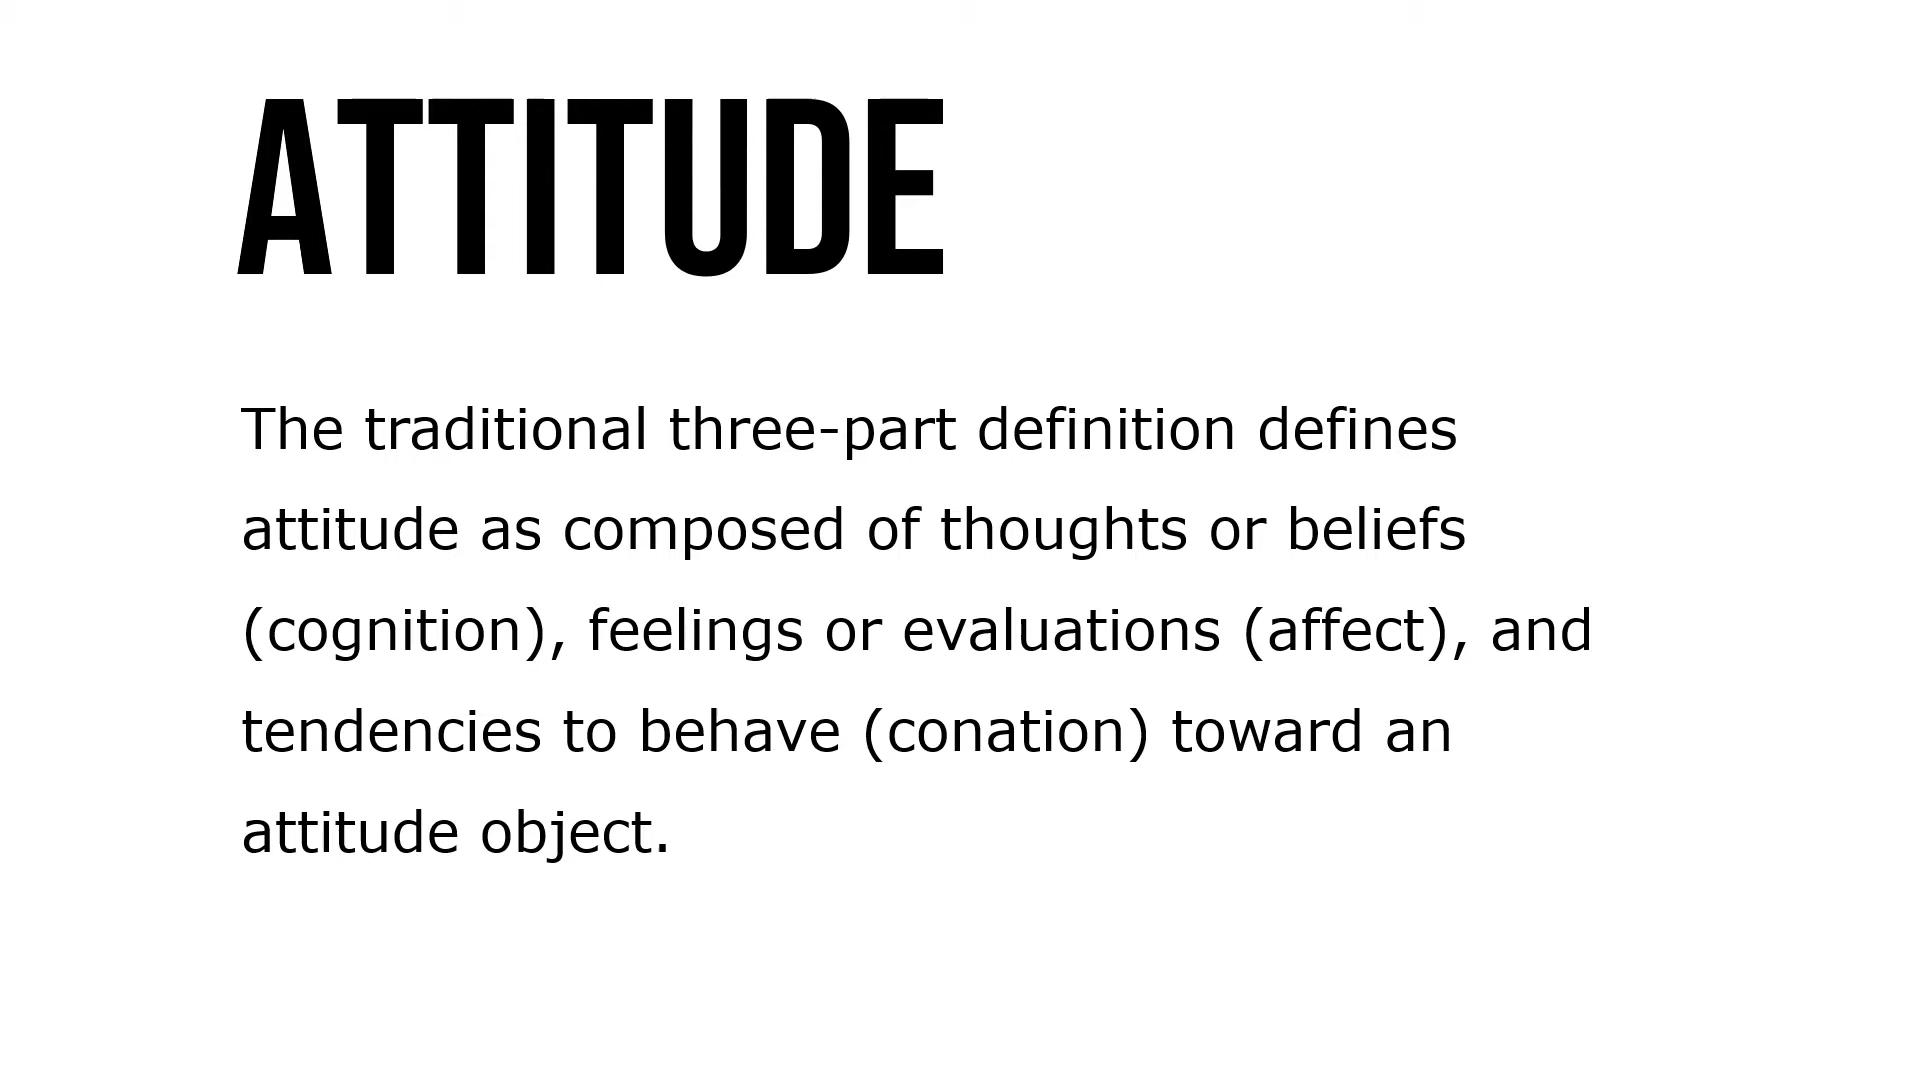 ATTITUDE
The traditional three-part definition defines
attitude as composed of thoughts or beliefs
(cognition), feelings or evaluations (affect), and
tendencies to behave (conation) toward an
attitude object.